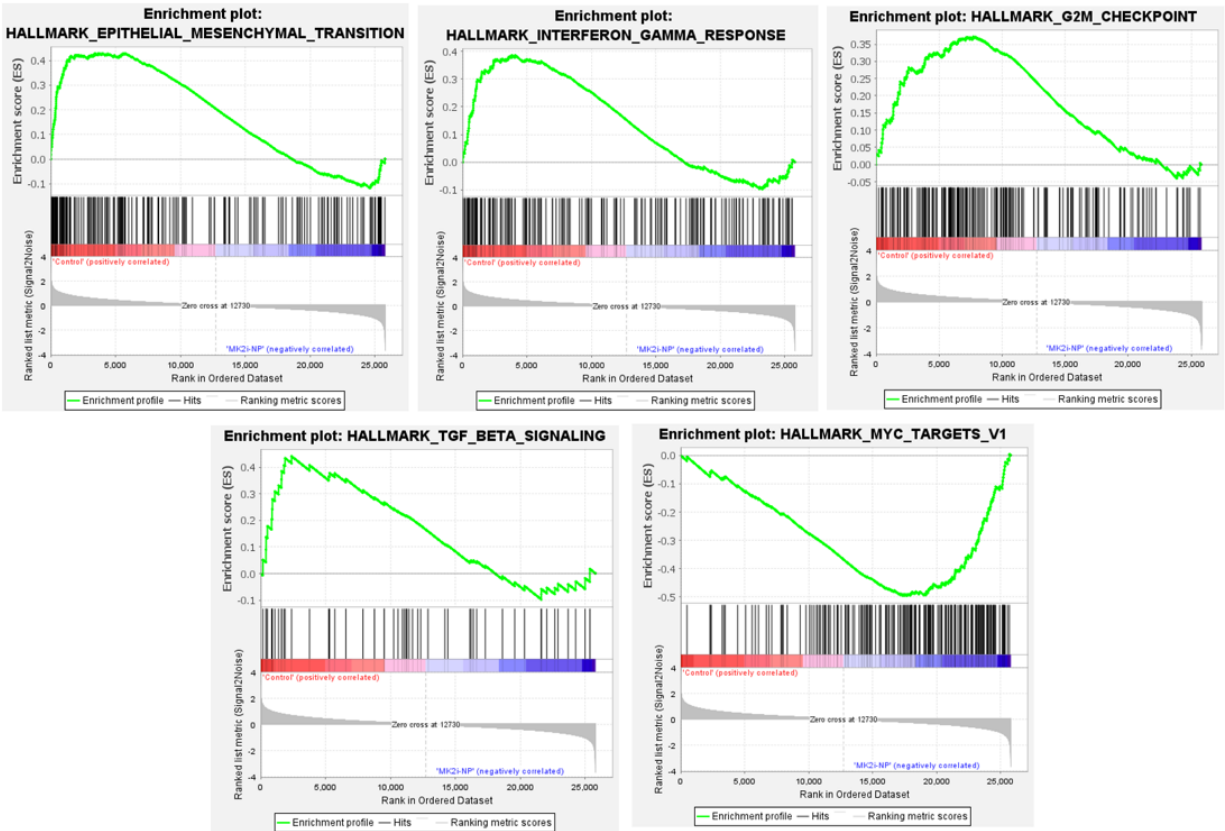 Enrichment plot:
HALLMARK_EPITHELIAL_MESENCHYMAL_TRANSITION
Enrichment score (ES)
0.4
0.3
0.2
0.1
0.0
-0.1
'Control' (positively correlated)
Ranked list metric (Signal2Noise)
4
2
0
-2
-4
Zero cross at 12730
'MK2i-NP' (negatively correlated)
0 5,000 10,000 15,000 20,000 25,000
Rank in Ordered Dataset
Enrichment profile Hits Ranking metric scores
Enrichment plot:
HALLMARK_INTERFERON_GAMMA_RESPONSE
Enrichment score (ES)
0.4
0.3
0.2
0.1
0.0
-0.1
'Control' (positively correlated)
Ranked list metric (Signal2Noise)
4
2
0
-2
-4
Zero cross at 12730
'MK2i-NP' (negatively correlated)
0 5,000 10,000 15,000 20,000 25,000
Rank in Ordered Dataset
Enrichment profile Hits Ranking metric scores
Enrichment plot: HALLMARK_G2M_CHECKPOINT
Enrichment score (ES)
0.35
0.30
0.25
0.20
0.15
0.10
0.05
0.00
-0.05
'Control' (positively correlated)
Ranked list metric (Signal2Noise)
4
2
0
-2
-4
Zero cross at 12730
'MK2i-NP' (negatively correlated)
0 5,000 10,000 15,000 20,000 25,000
Rank in Ordered Dataset
Enrichment profile Hits Ranking metric scores
Enrichment plot: HALLMARK_TGF_BETA_SIGNALING
Enrichment score (ES)
0.4
0.3
0.2
0.1
0.0
-0.1
'Control' (positively correlated)
Ranked list metric (Signal2Noise)
4
2
0
-2
-4
Zero cross at 12730
'MK2i-NP' (negatively correlated)
0 5,000 10,000 15,000 20,000 25,000
Rank in Ordered Dataset
Enrichment profile Hits Ranking metric scores
Enrichment plot: HALLMARK_MYC_TARGETS_V1
Enrichment score (ES)
0.0
-0.1
-0.2
-0.3
-0.4
-0.5
'Control' (positively correlated)
Ranked list metric (Signal2Noise)
4
2
0
-2
-4
Zero cross at 12730
'MK2i-NP' (negatively correlated)
0 5,000 10,000 15,000 20,000 25,000
Rank in Ordered Dataset
Enrichment profile Hits Ranking metric scores